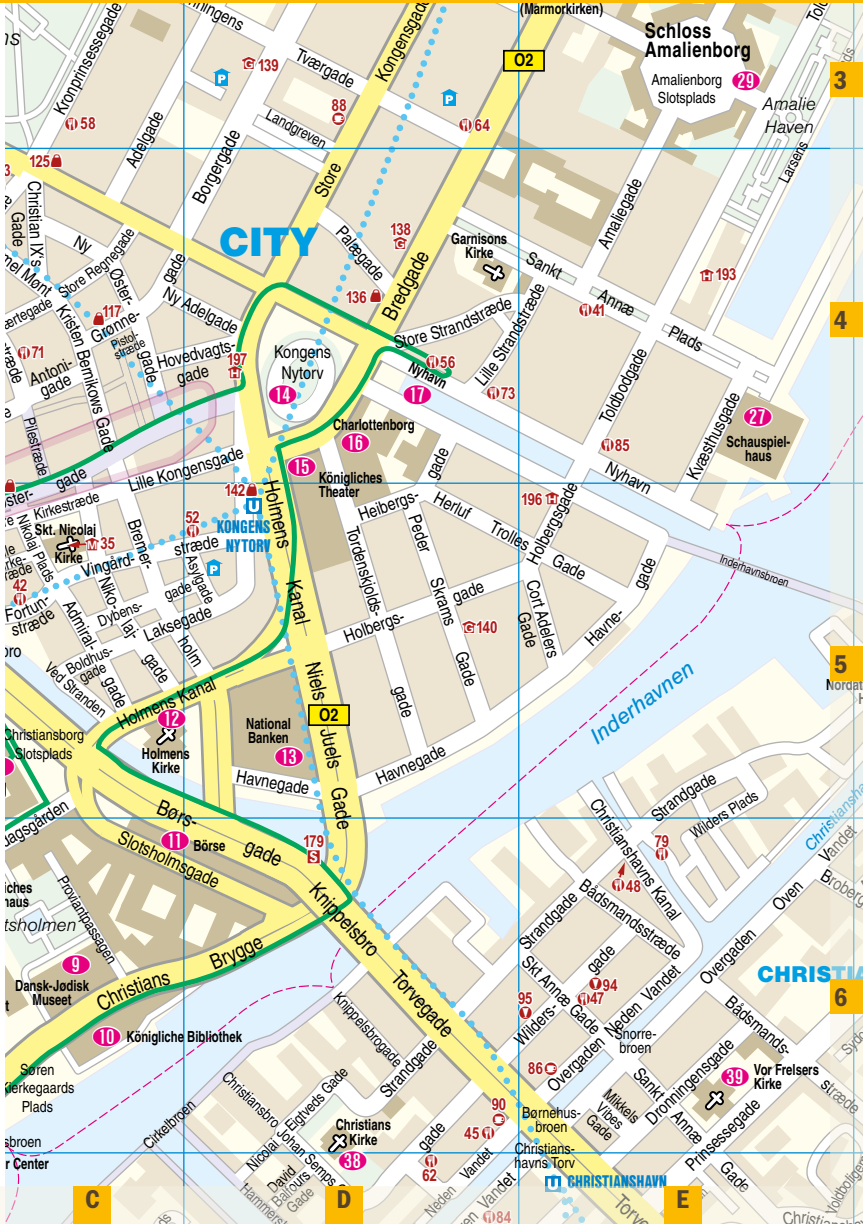 (Marmorkirken)
Kronprinsessegade
Adelgade
Borgergade
Tværgade
Landgreven
Kongensgade
Store
O2
Schloss
Amalienborg
Amalienborg
Slotsplads
29
Amalie
Haven
Larsens
3
139
P
88
P
64
58
125
Christian IX's
Gade
Ny
Store Regnegade
Øster-
gade
CITY
Palægade
138
136
Bredgade
Garnisons
Kirke
Sankt
Annæ
Plads
Amaliegade
193
41
4
117
Grønne-
gade
Ny Adelgade
Pistol-
stræde
Kristen Bernikows Gade
71
Antoni-
gade
Hovedvagts-
gade
197
Kongens
Nytorv
14
Store Strandstræde
Lille Strandstræde
56
Nyhavn
17
73
Toldbodgade
Kvæsthusgade
27
Schauspiel-
haus
Charlottenborg
16
15
Königliches
Theater
85
Nyhavn
Pilestræde
gade
Lille Kongensgade
142
U
KONGENS
NYTORV
Holmens
Kanal
Heibergs-
gade
Herluf
Trolles
Gade
196
Holbergsgade
Inderhavnsbroen
Kirkestræde
Skt. Nicolaj
Kirke
M
35
Nikolaj Plads
52
Bremer-
holm
Vingård-
stræde
Asylgade
P
42
Fortun-
stræde
Admiral-
gade
Niko-
laj-
gade
Dybens-
gade
Laksegade
Boldhus-
gade
Ved Stranden
Tordenskjolds-
gade
Peder
Skrams
Gade
Holbergs-
gade
140
Cort Adelers
Gade
Havne-
gade
5
Holmens Kanal
12
Holmens
Kirke
National
Banken
13
O2
Niels
Juels
Gade
Havnegade
Havnegade
Inderhavnen
Christiansborg
Slotsplads
Børs-
gade
11
Börse
Slotsholmsgade
179
S
Knippelsbro
Torvegade
Strandgade
Wilders Plads
Christianshavns Kanal
79
48
Bådsmandsstræde
Strandgade
Oven
Vandet
Overgaden
Proviantpassagen
9
Dansk-Jødisk
Museet
Christians
Brygge
10
Königliche Bibliothek
Søren
Kierkegaards
Plads
Skt Annæ Gade
Wilders-
gade
94
47
95
Overgaden
Neden
Vandet
Snorre-
broen
86
6
Bådsmands-
stræde
39
Vor Frelsers
Kirke
Dronningensgade
Sankt
Annæ
Gade
Prinsessegade
Mikkels
Vibes
Gade
Knippelsbrogade
Strandgade
Christiansbro
Cirkelbroen
Nicolai Eigtveds Gade
Christians
Kirke
38
David
Balfours
Gade
90
45
gade
62
Neden
Vandet
84
Børnehus-
broen
Christians-
havns Torv
CHRISTIANSHAVN
C
D
E